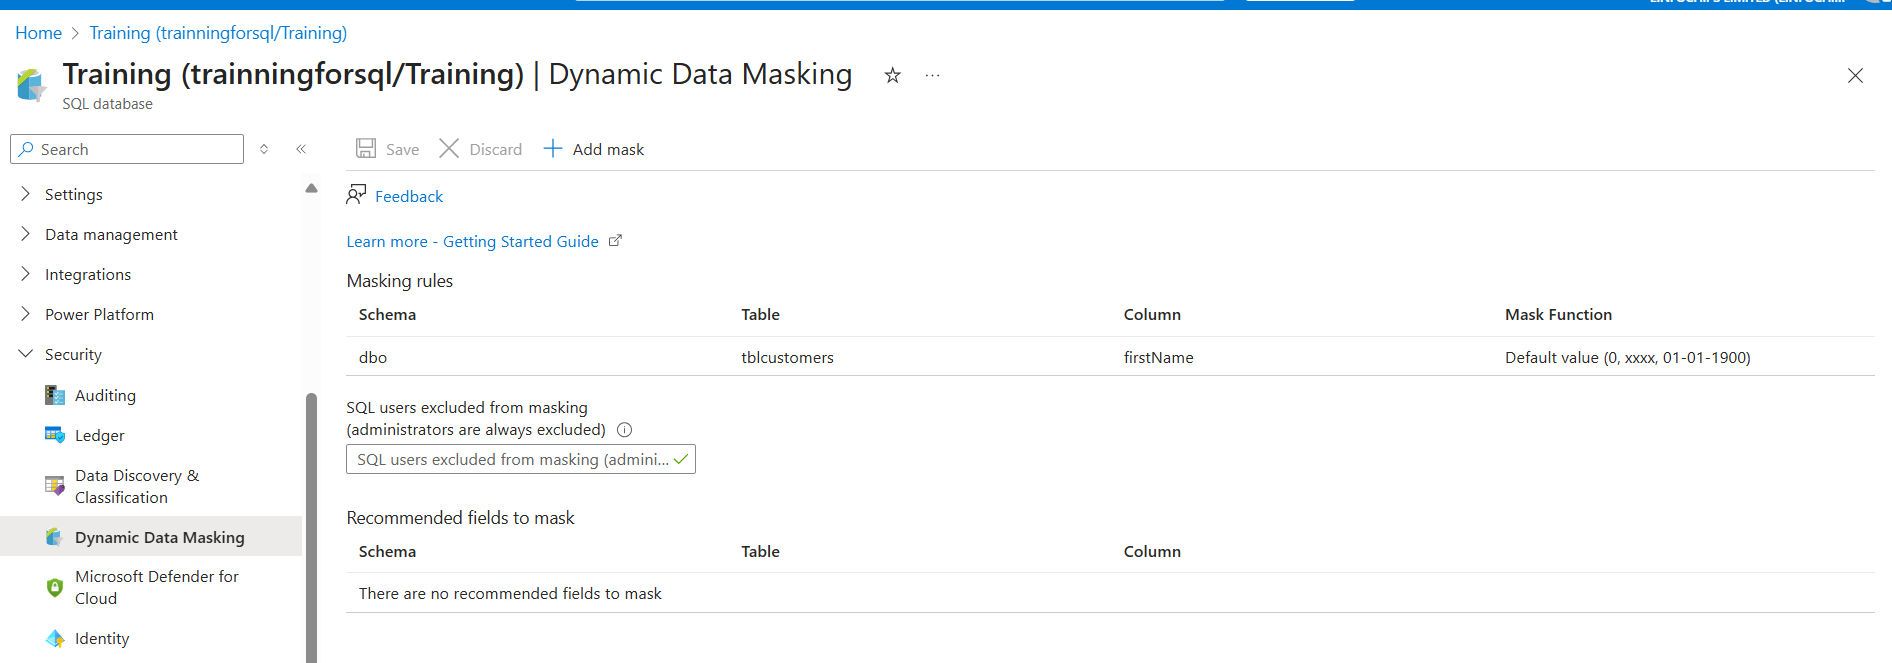 Home > Training (trainningforsql/Training)
Training (trainningforsql/Training) | Dynamic Data Masking
SQL database
Search
Save Discard Add mask
Settings
Data management
Integrations
Power Platform
Security
Auditing
Ledger
Data Discovery &
Classification
Dynamic Data Masking
Microsoft Defender for
Cloud
Identity
Feedback
Learn more - Getting Started Guide
Masking rules
Schema Table Column Mask Function
dbo tblcustomers firstName Default value (0, xxxx, 01-01-1900)
SQL users excluded from masking
(administrators are always excluded)
SQL users excluded from masking (admini...
Recommended fields to mask
Schema Table Column
There are no recommended fields to mask